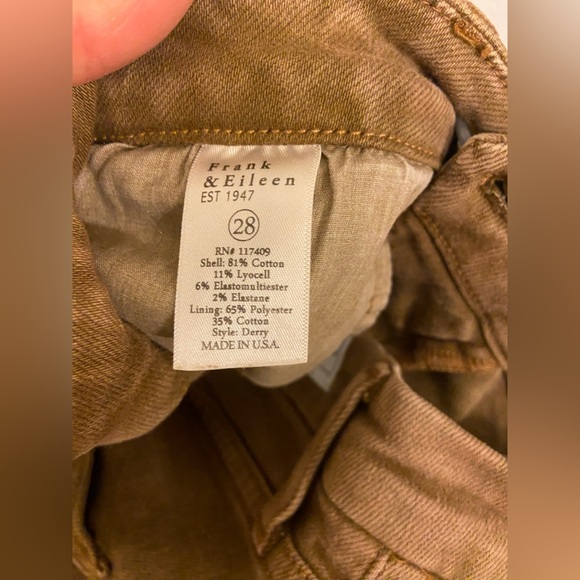 Frank
& Eileen
EST 1947
28
RN# 117409
Shell: 81% Cotton
11% Lyocell
6% Elastomultiester
2% Elastane
Lining: 65% Polyester
35% Cotton
Style: Derry
MADE IN U.S.A.